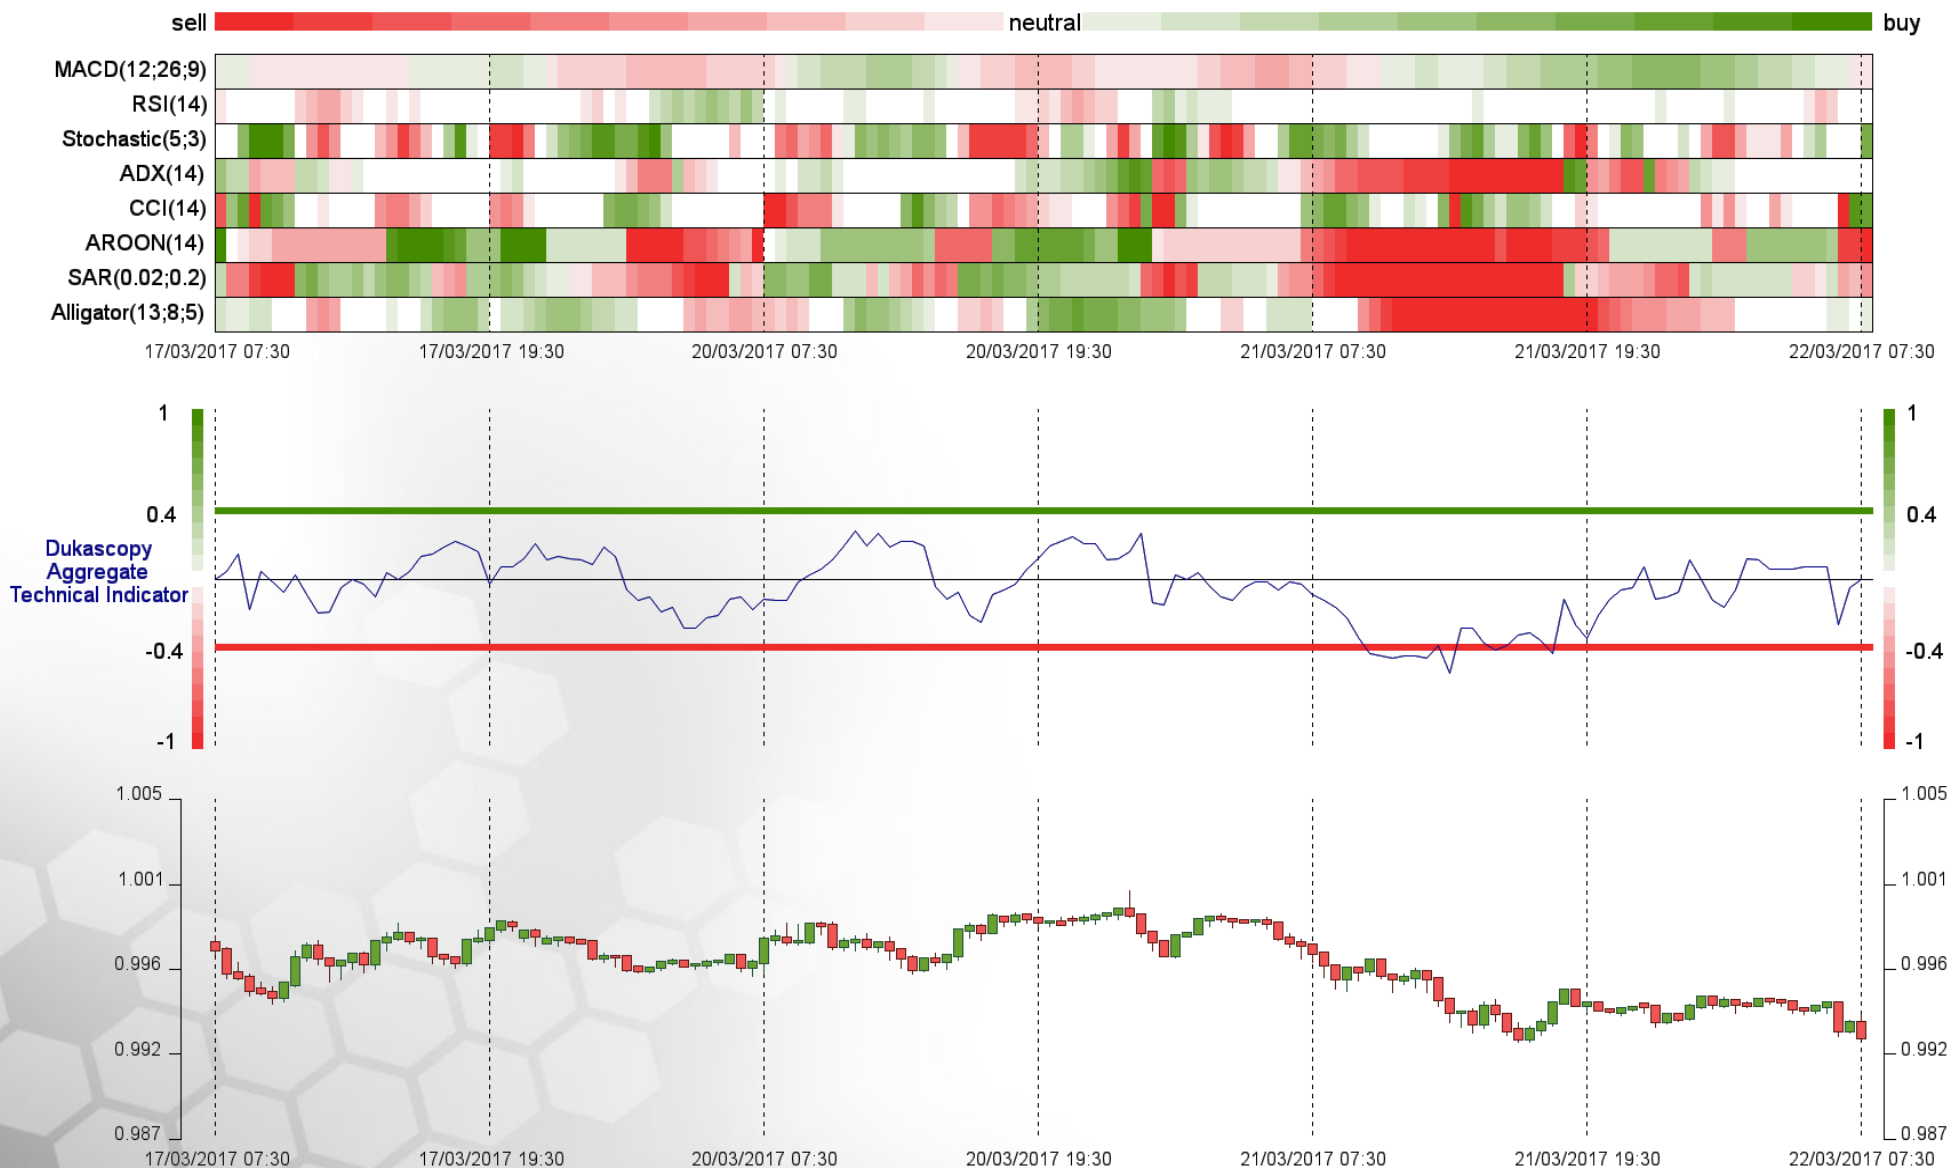 sell neutral buy
MACD(12;26;9)
RSI(14)
Stochastic(5;3)
ADX(14)
CCI(14)
AROON(14)
SAR(0.02;0.2)
Alligator(13;8;5)
17/03/2017 07:30 17/03/2017 19:30 20/03/2017 07:30 20/03/2017 19:30 21/03/2017 07:30 21/03/2017 19:30 22/03/2017 07:30
1 1
0.4 0.4
Dukascopy
Aggregate
Technical Indicator
-0.4 -0.4
-1 -1
1.005 1.005
1.001 1.001
0.996 0.996
0.992 0.992
0.987 0.987
17/03/2017 07:30 17/03/2017 19:30 20/03/2017 07:30 20/03/2017 19:30 21/03/2017 07:30 21/03/2017 19:30 22/03/2017 07:30